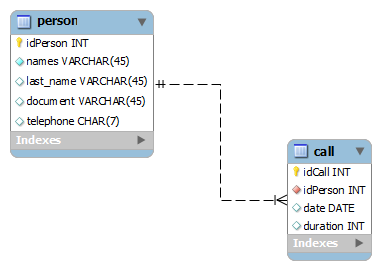 person
idPerson INT
names VARCHAR(45)
last_name VARCHAR(45)
document VARCHAR(45)
telephone CHAR(7)
Indexes
call
idCall INT
idPerson INT
date DATE
duration INT
Indexes